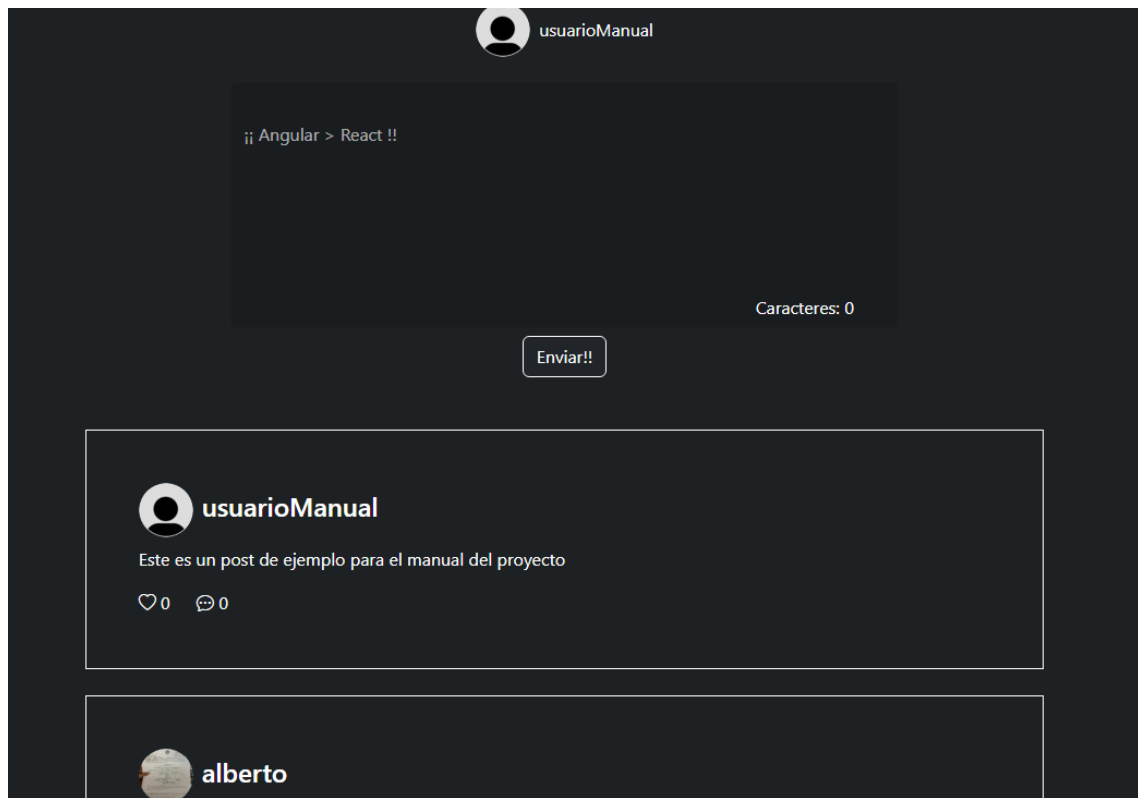 usuarioManual
¡¡ Angular > React !!
Caracteres: 0
Enviar!!
usuarioManual
Este es un post de ejemplo para el manual del proyecto
0 0
alberto